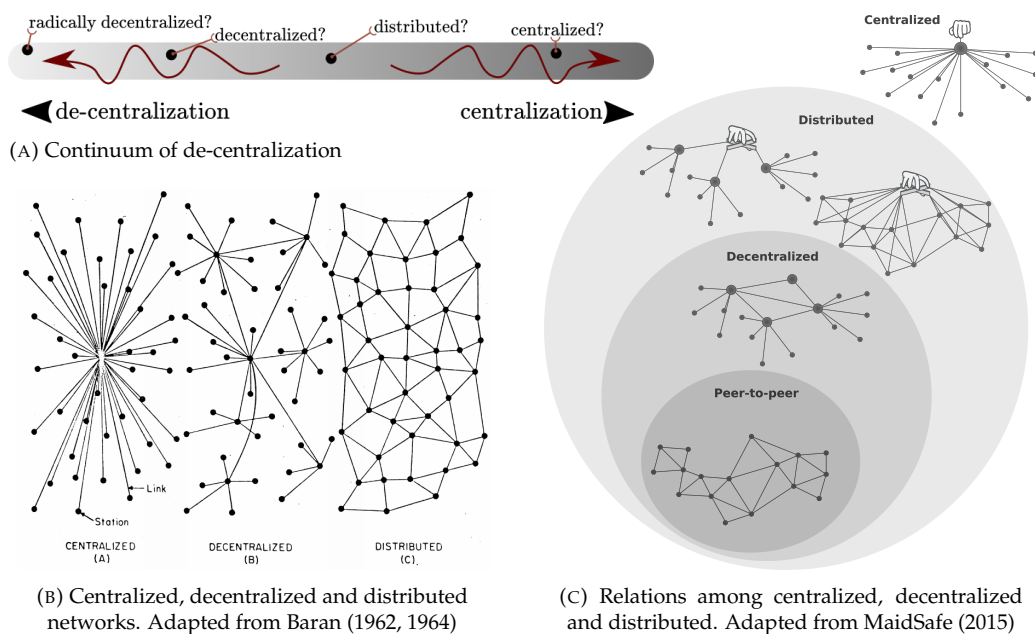 radically decentralized?
decentralized?
distributed?
centralized?
de-centralization
centralization
(A) Continuum of de-centralization
Link
Station
CENTRALIZED
(A)
DECENTRALIZED
(B)
DISTRIBUTED
(C).
(B) Centralized, decentralized and distributed
networks. Adapted from Baran (1962, 1964)
Centralized
Distributed
Decentralized
Peer-to-peer
(C) Relations among centralized, decentralized
and distributed. Adapted from MaidSafe (2015)